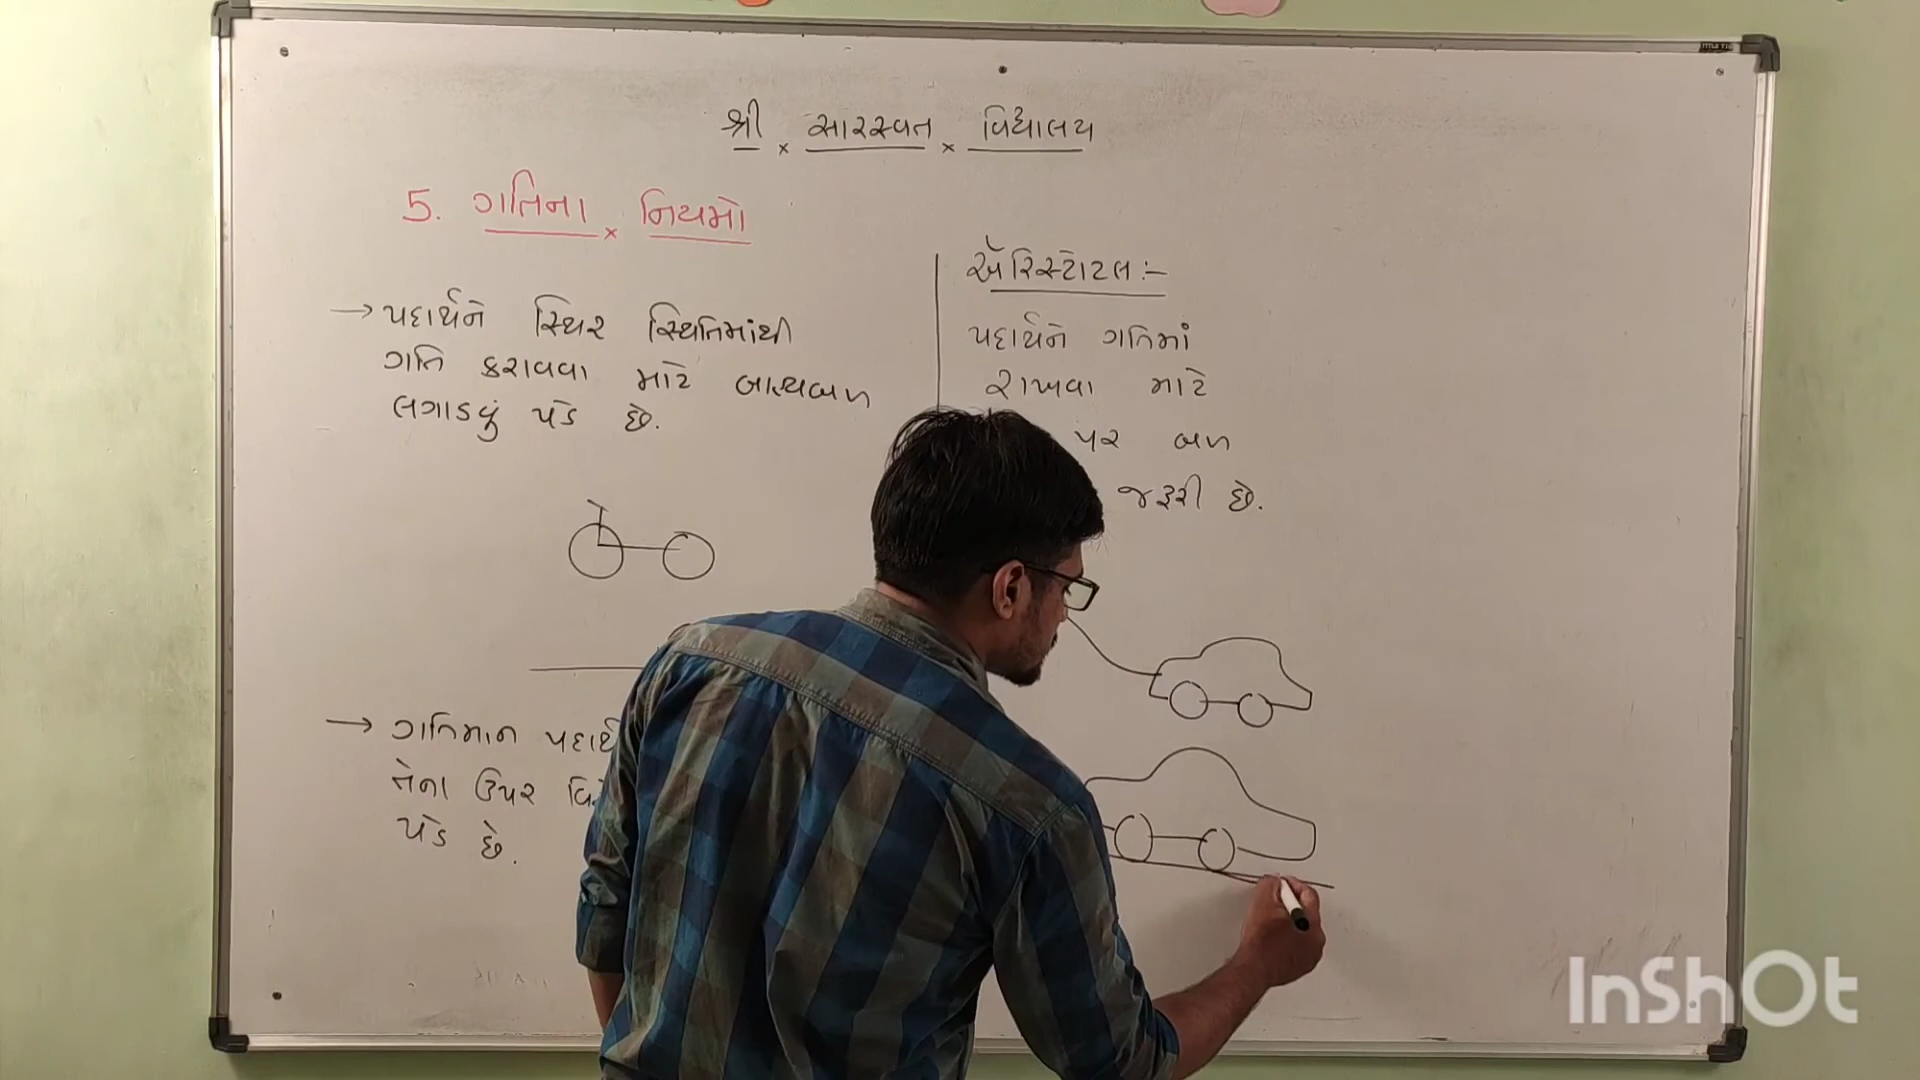 શ્રી × સારસ્વત × વિદ્યાલય
5. ગતિના × નિયમો
→ પદાર્થને સ્થિર સ્થિતિમાંથી
ગતિ કરાવવા માટે બાહ્યબળ
લગાડવું પડે છે.
→ ગતિમાન પદાર્થ
તેના ઉપર
પડે છે.
ઍરિસ્ટોટલ :-
પદાર્થને ગતિમાં
રાખવા માટે
પર બળ
જરૂરી છે.
InShOt